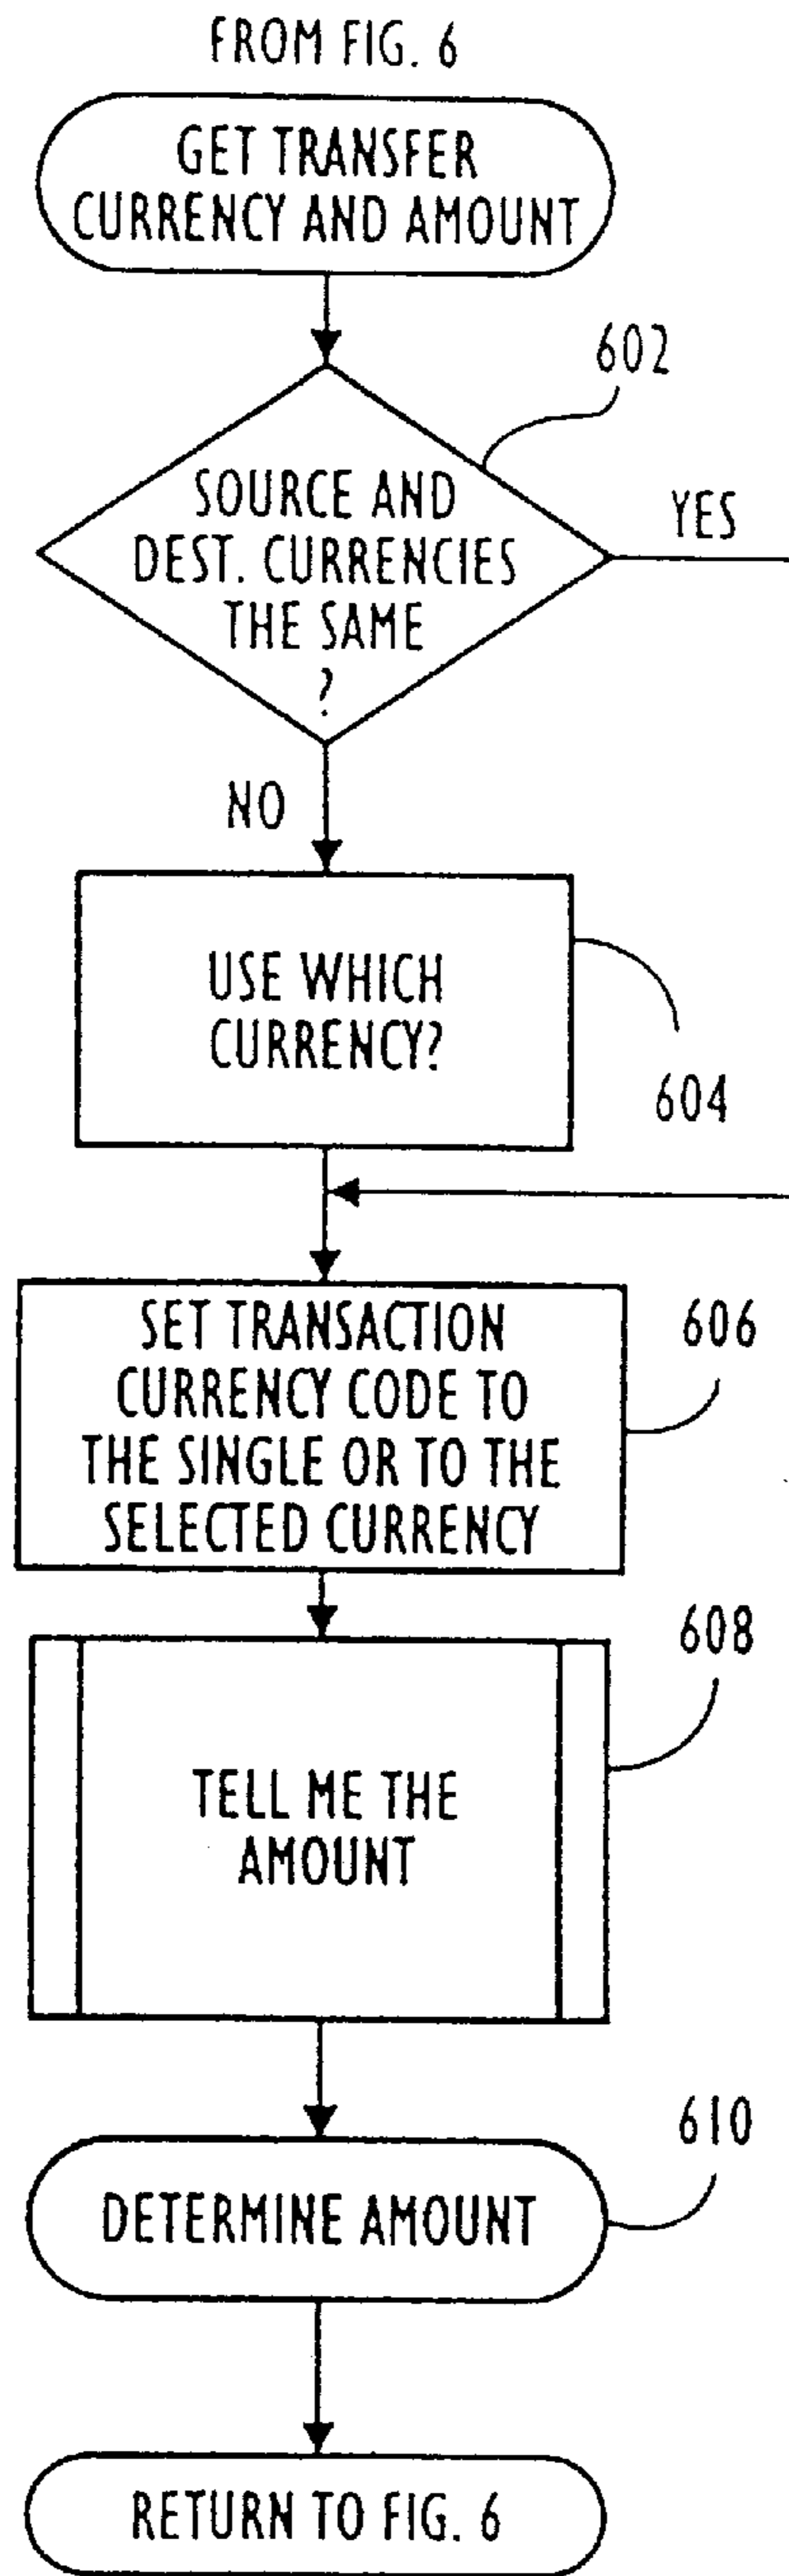 FROM FIG. 6
GET TRANSFER
CURRENCY AND AMOUNT
602
SOURCE AND
DEST. CURRENCIES
THE SAME
?
YES
NO
USE WHICH
CURRENCY?
604
SET TRANSACTION
CURRENCY CODE TO
THE SINGLE OR TO THE
SELECTED CURRENCY
606
608
TELL ME THE
AMOUNT
610
DETERMINE AMOUNT
RETURN TO FIG. 6